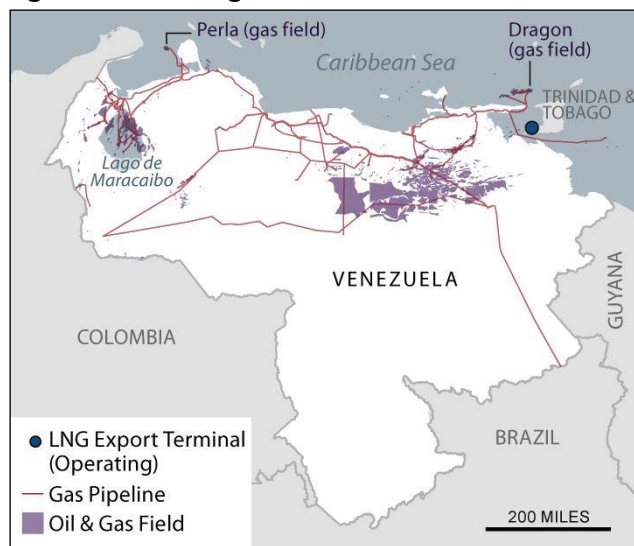 Perla (gas field)
Dragon
(gas field)
Caribbean Sea
TRINIDAD &
TOBAGO
Lago de
Maracaibo
VENEZUELA
GUYANA
COLOMBIA
BRAZIL
LNG Export Terminal
(Operating)
Gas Pipeline
Oil & Gas Field
200 MILES